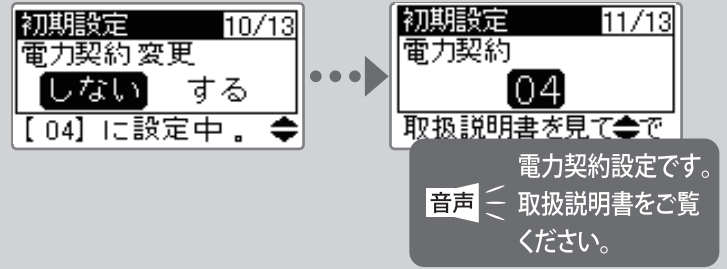 初期設定 10/13
電力契約変更
しない する
【 04】に設定中。
初期設定 11/13
電力契約
04
取扱説明書を見て◆で
音声
電力契約設定です。
取扱説明書をご覧
ください。